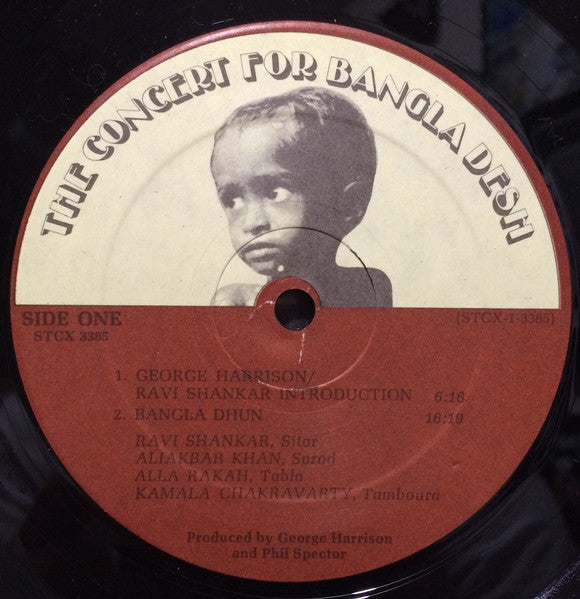 THE CONCERT FOR BANGLA DESH
SIDE ONE
STCX 3385
(STCX-1-3385)
1. GEORGE HARRISON/
RAVI SHANKAR INTRODUCTION 6:16
2. BANGLA DHUN 16:19
RAVI SHANKAR, Sitar
ALIAKBAR KHAN, Sarod
ALLA RAKAH, Tabla
KAMALA CHAKRAVARTY, Tamboura
Produced by George Harrison
and Phil Spector